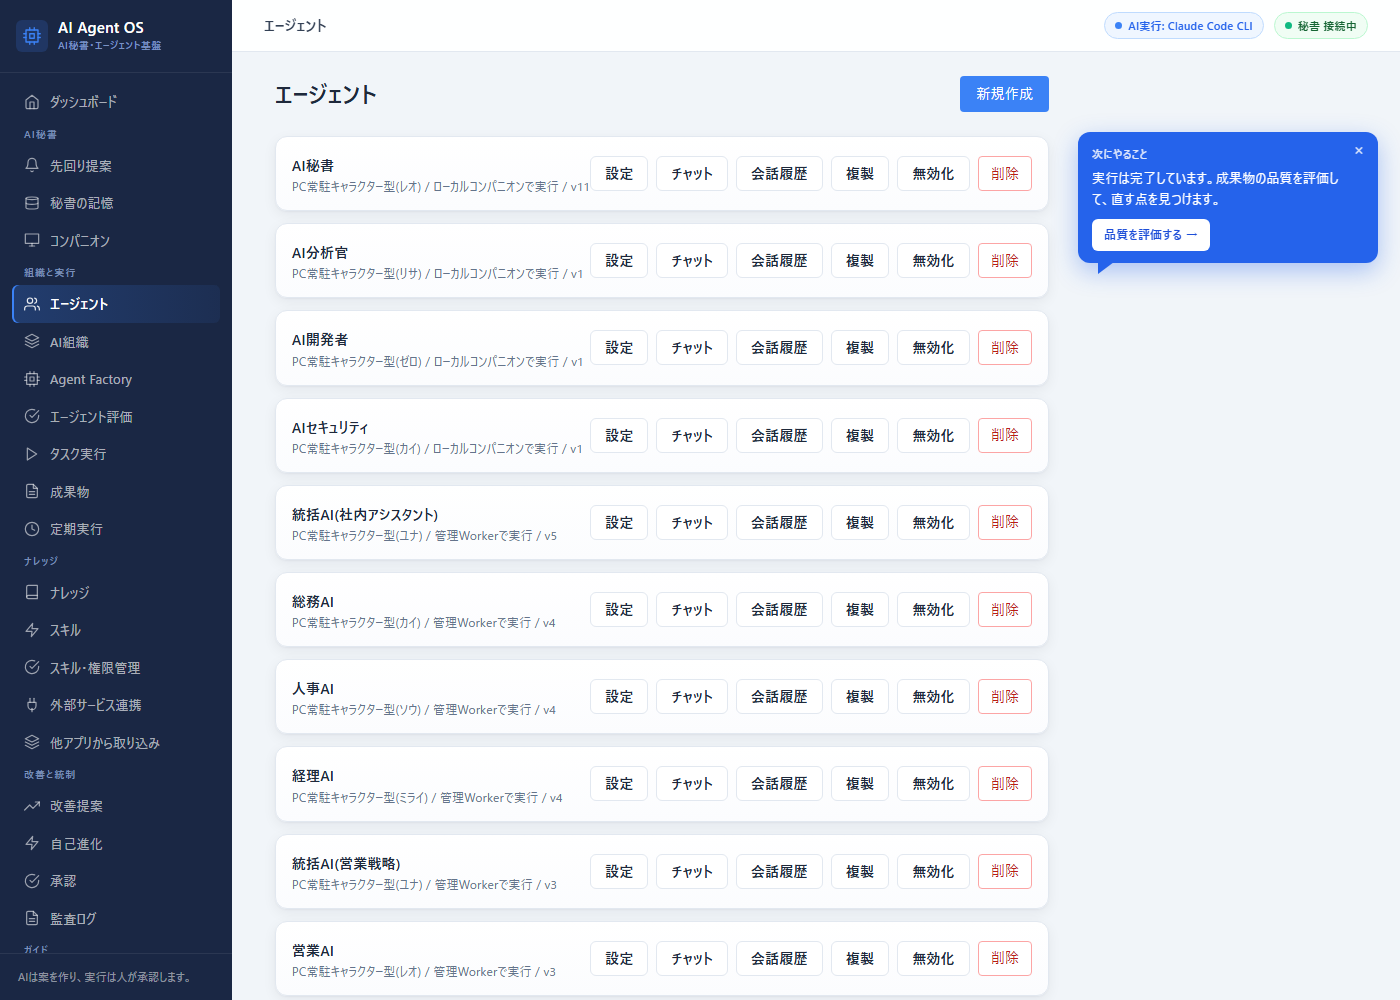 AI Agent OS
AI秘書・エージェント基盤
ダッシュボード
AI秘書
先回り提案
秘書の記憶
コンパニオン
組織と実行
エージェント
AI組織
Agent Factory
エージェント評価
タスク実行
成果物
定期実行
ナレッジ
ナレッジ
スキル
スキル・権限管理
外部サービス連携
他アプリから取り込み
改善と統制
改善提案
自己進化
承認
監査ログ
ガイド
AIは案を作り、実行は人が承認します。
エージェント
AI実行: Claude Code CLI
秘書 接続中
エージェント
新規作成
AI秘書
PC常駐キャラクター型(レオ) / ローカルコンパニオンで実行 / v11
設定 チャット 会話履歴 複製 無効化 削除
AI分析官
PC常駐キャラクター型(リサ) / ローカルコンパニオンで実行 / v1
設定 チャット 会話履歴 複製 無効化 削除
AI開発者
PC常駐キャラクター型(ゼロ) / ローカルコンパニオンで実行 / v1
設定 チャット 会話履歴 複製 無効化 削除
AIセキュリティ
PC常駐キャラクター型(カイ) / ローカルコンパニオンで実行 / v1
設定 チャット 会話履歴 複製 無効化 削除
統括AI(社内アシスタント)
PC常駐キャラクター型(ユナ) / 管理Workerで実行 / v5
設定 チャット 会話履歴 複製 無効化 削除
総務AI
PC常駐キャラクター型(カイ) / 管理Workerで実行 / v4
設定 チャット 会話履歴 複製 無効化 削除
人事AI
PC常駐キャラクター型(ソウ) / 管理Workerで実行 / v4
設定 チャット 会話履歴 複製 無効化 削除
経理AI
PC常駐キャラクター型(ミライ) / 管理Workerで実行 / v4
設定 チャット 会話履歴 複製 無効化 削除
統括AI(営業戦略)
PC常駐キャラクター型(ユナ) / 管理Workerで実行 / v3
設定 チャット 会話履歴 複製 無効化 削除
営業AI
PC常駐キャラクター型(レオ) / 管理Workerで実行 / v3
設定 チャット 会話履歴 複製 無効化 削除
次にやること
×
実行は完了しています。成果物の品質を評価し
て、直す点を見つけます。
品質を評価する →